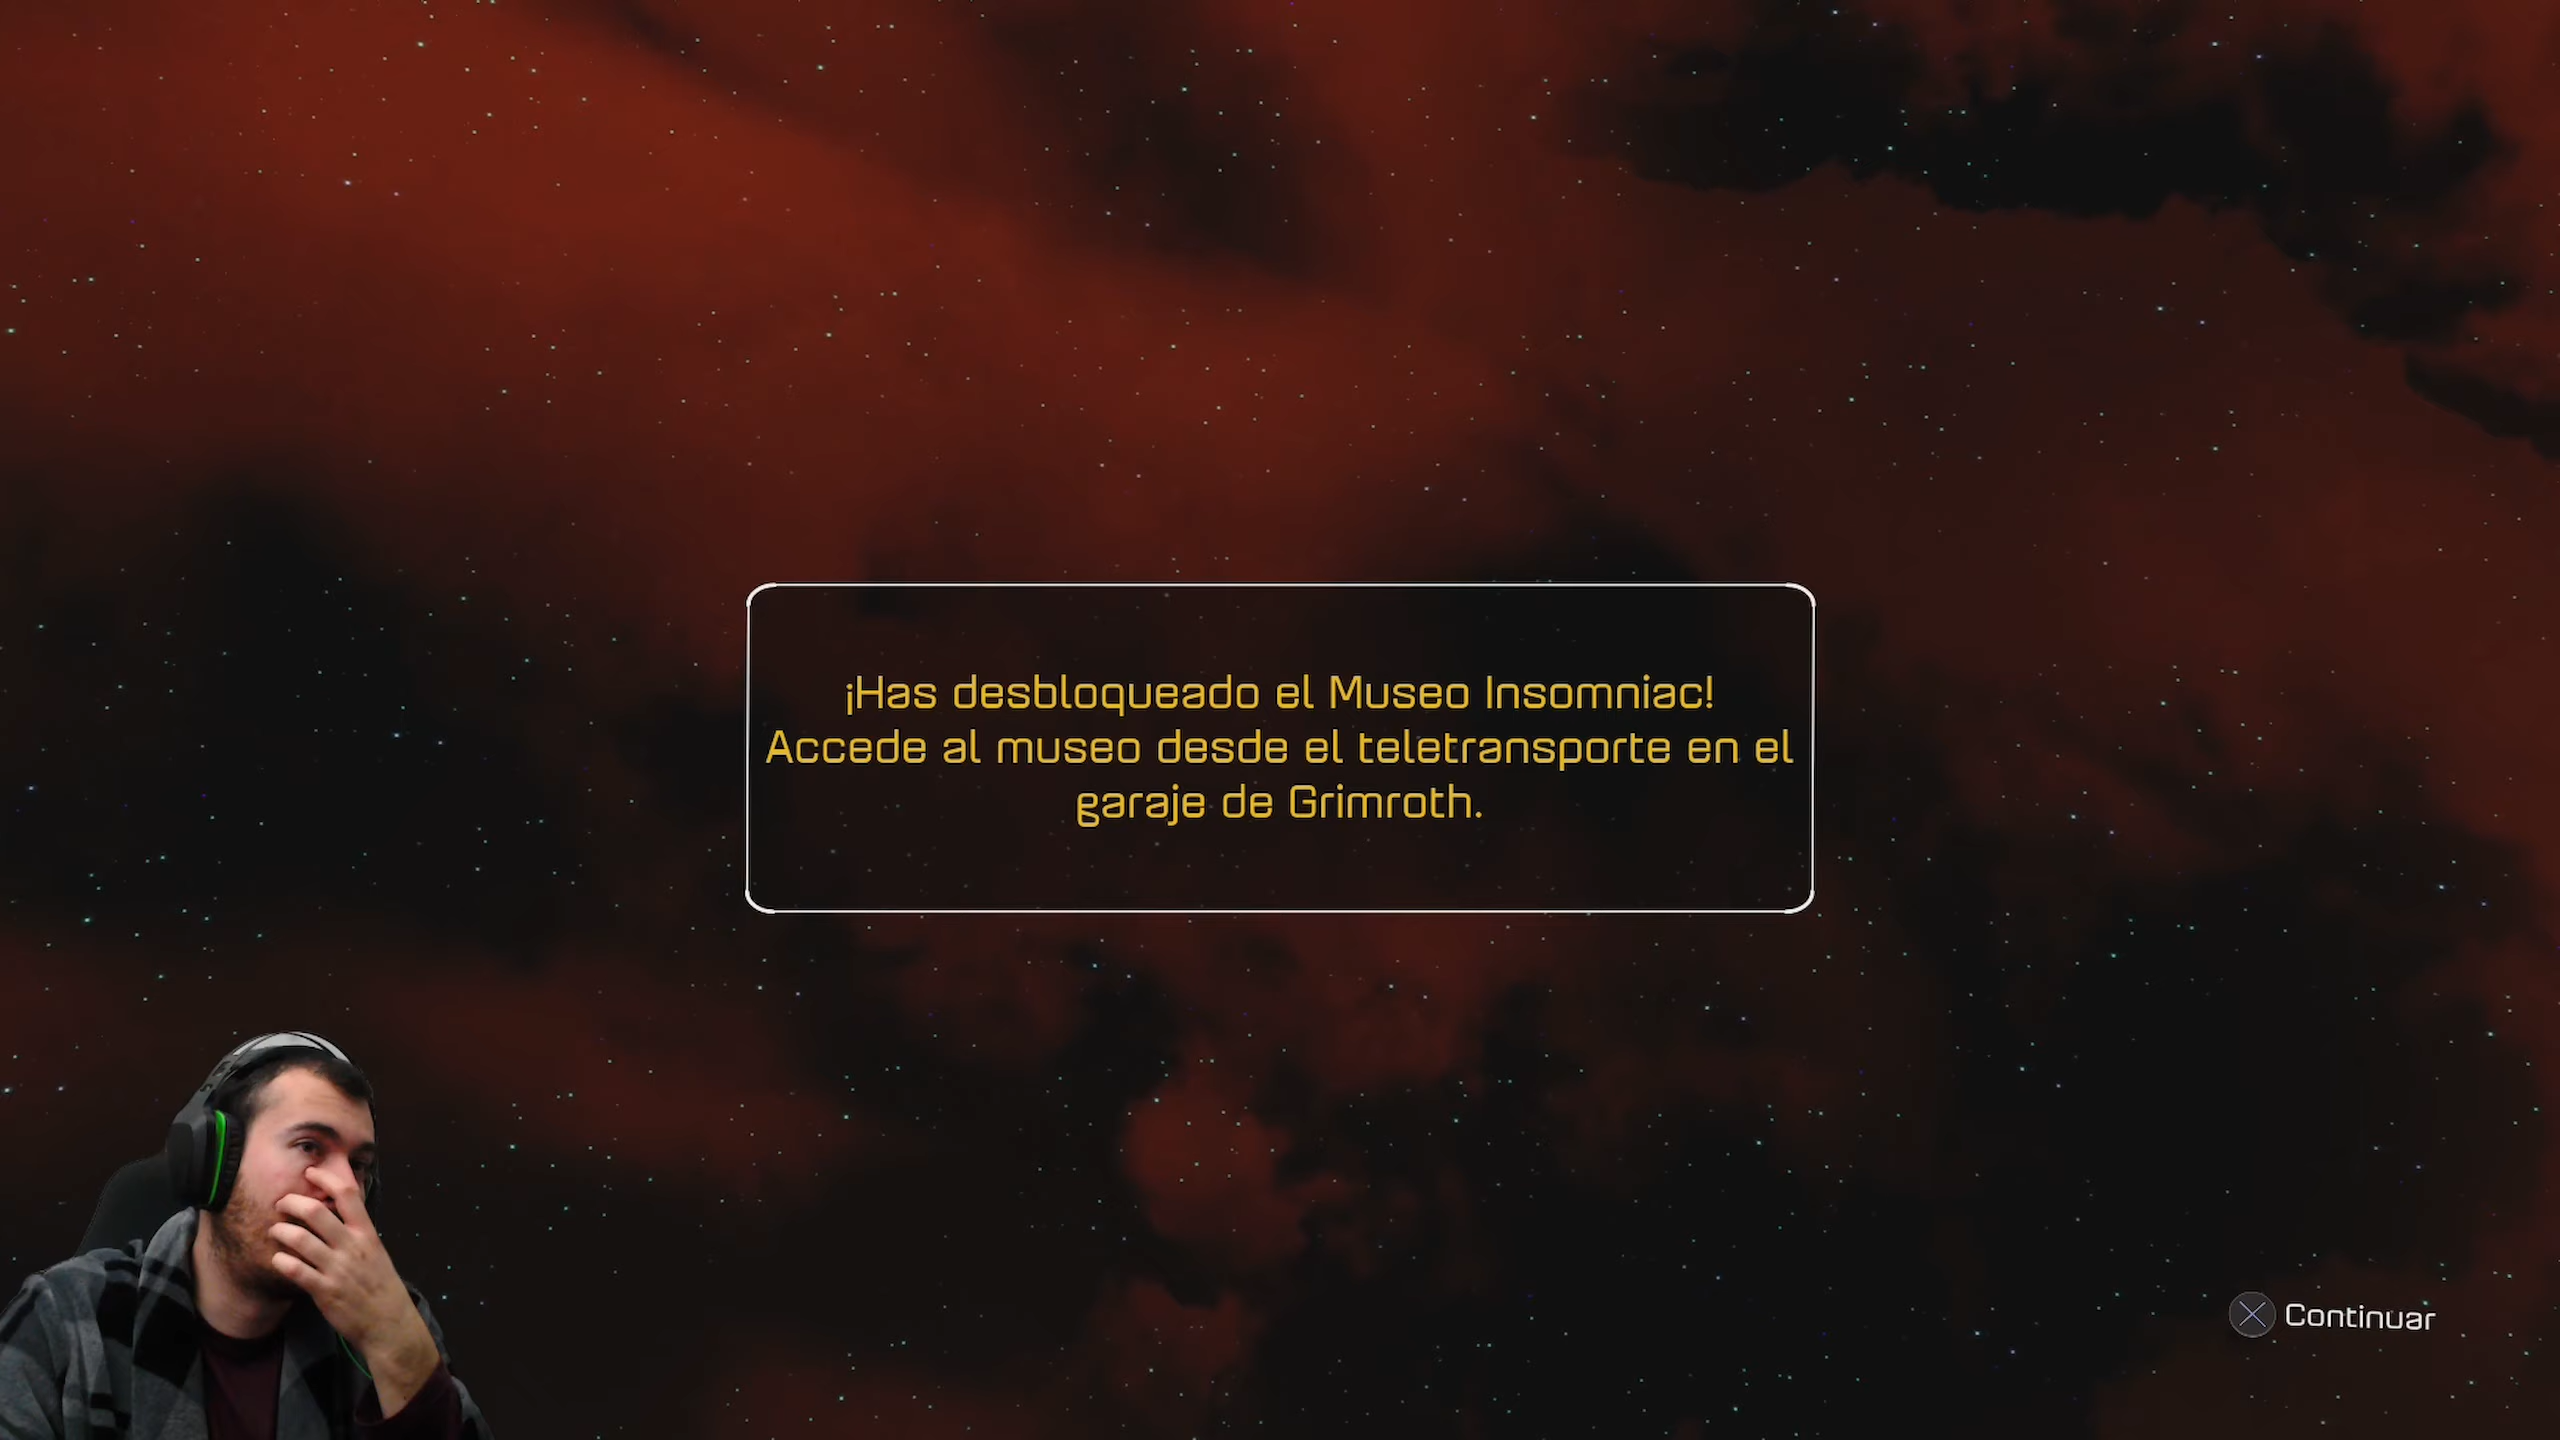 ¡Has desbloqueado el Museo Insomniac!
Accede al museo desde el teletransporte en el
garaje de Grimroth.
Continuar